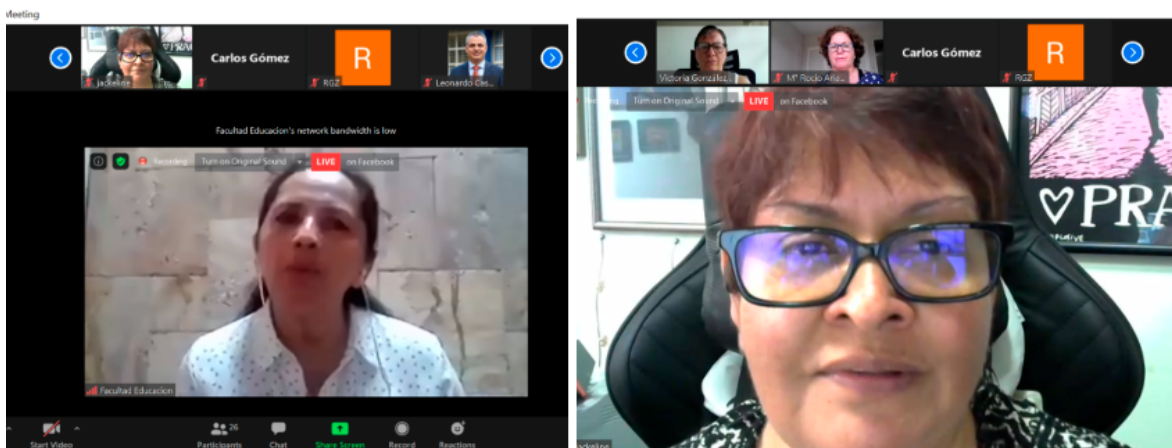 Meeting
jackeline
Carlos Gómez
R
RGZ
Leonardo Cas...
Facultad Educacion's network bandwidth is low
Recording
Turn on Original Sound
LIVE
on Facebook
Facultad Educacion
Start Video
26
Participants
Chat
Share Screen
Record
Reactions
Victoria González...
Mª Rocío Aria...
Carlos Gómez
R
RGZ
Turn on Original Sound
LIVE
on Facebook
PRA
jackeline